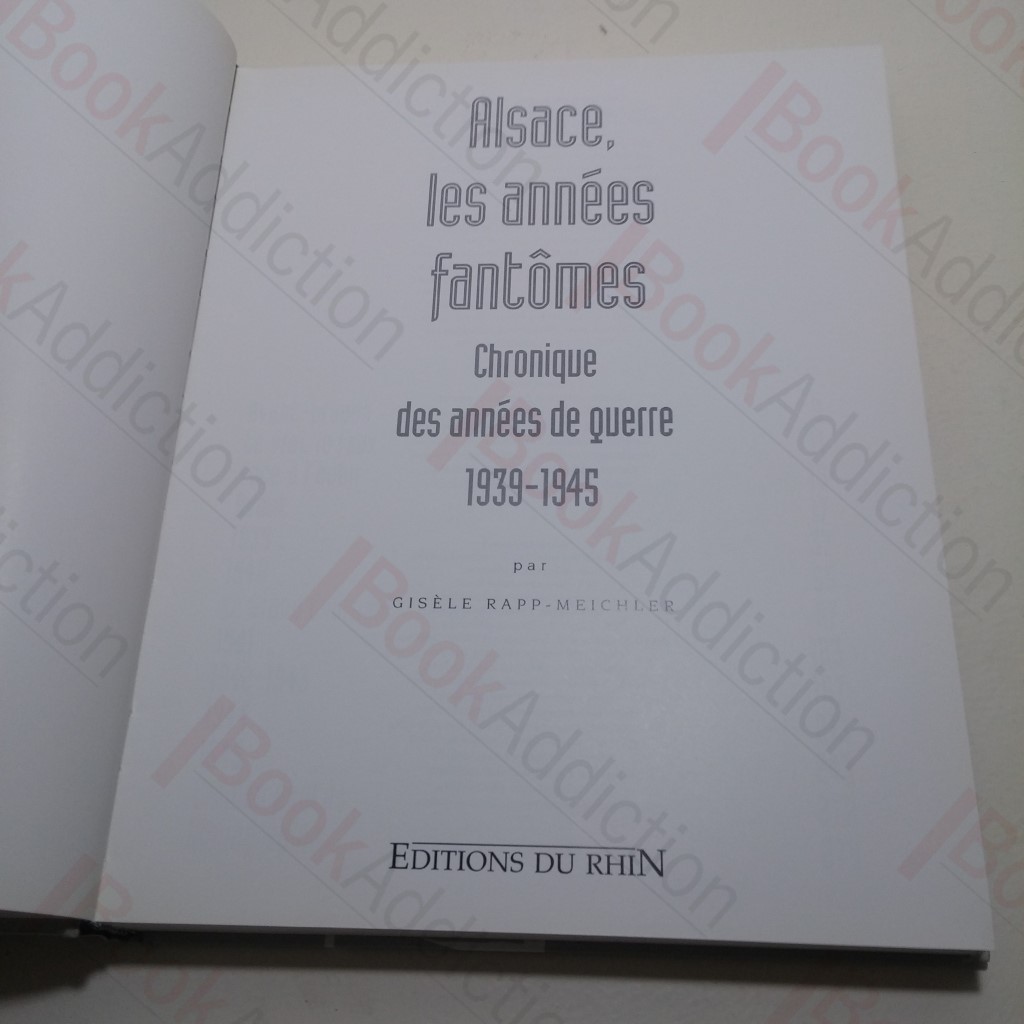 Alsace,
les années
fantômes
Chronique
des années de guerre
1939-1945
par
GISÈLE RAPP-MEICHLER
EDITIONS DU RHIN
BookAddiction